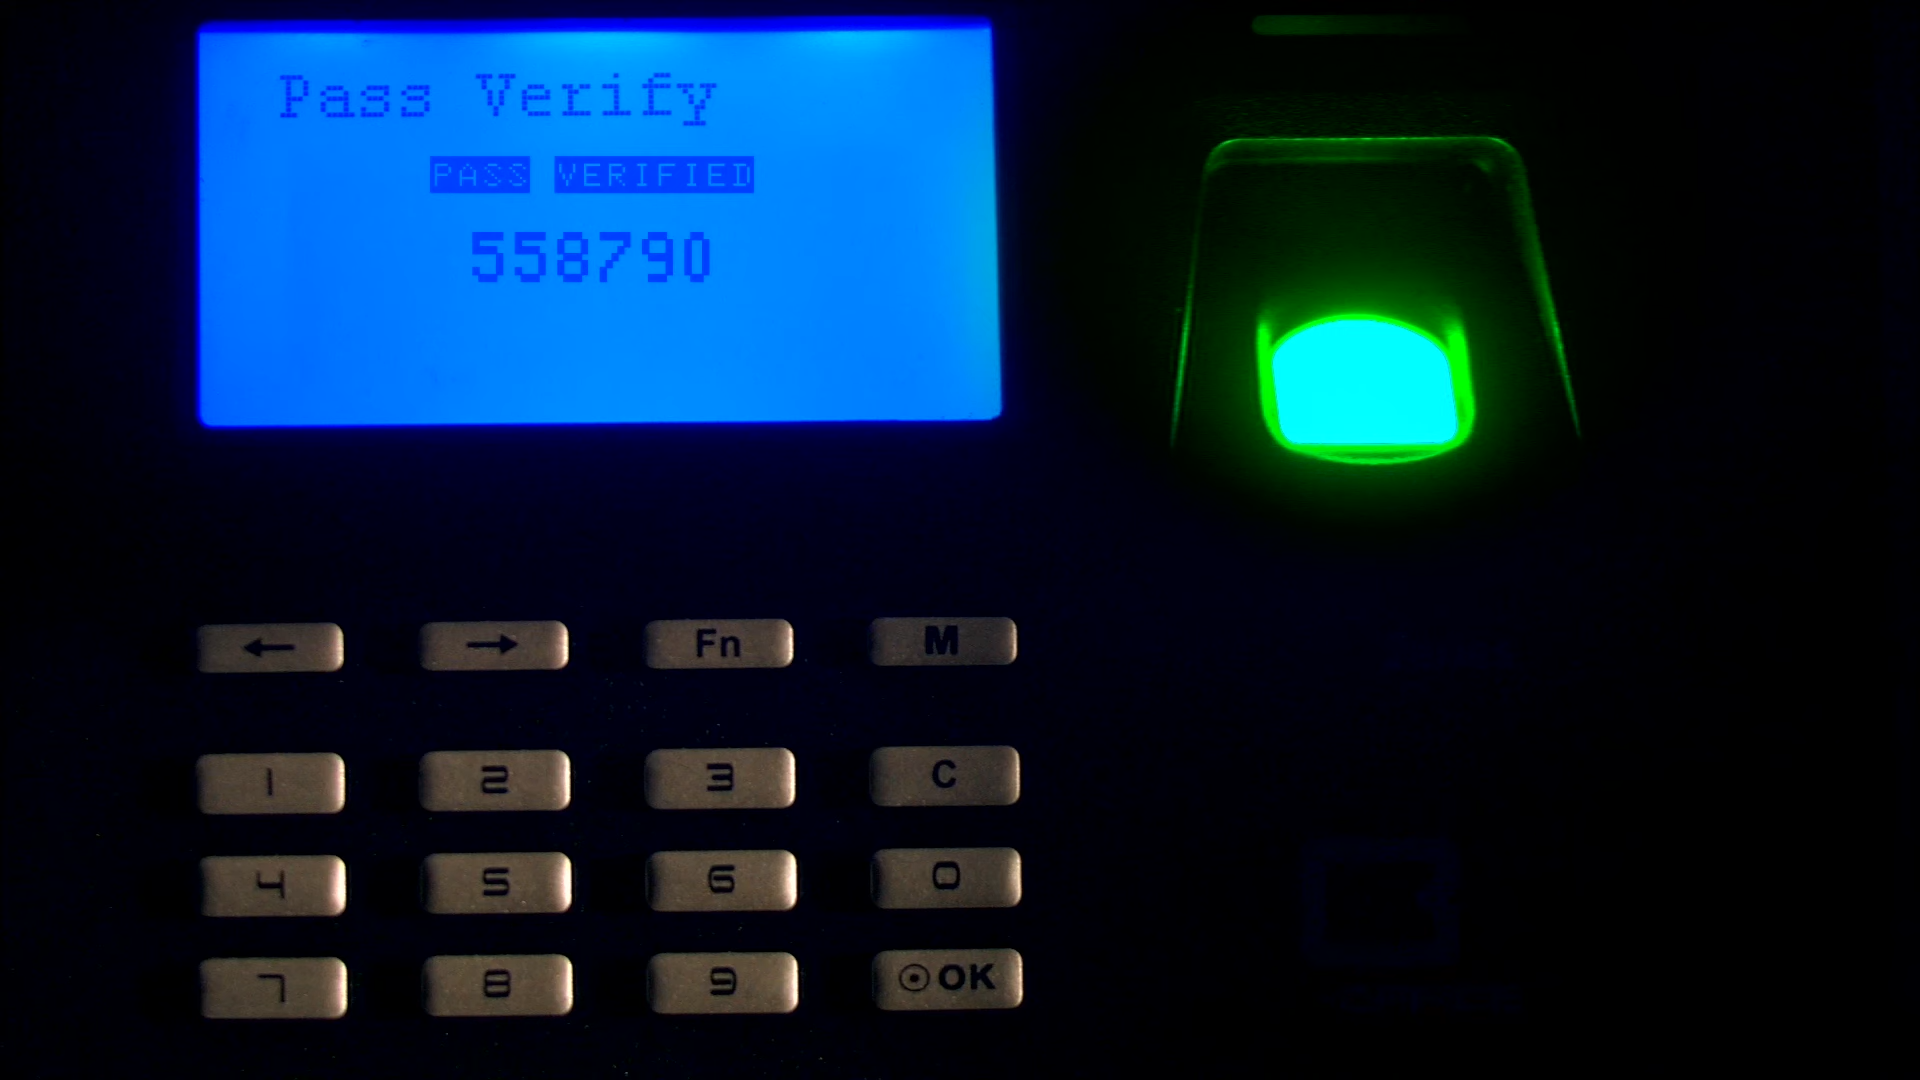 Pass Verify
PASS VERIFIED
558790
← → Fn M
1 2 3 C
4 5 6 0
7 8 9 OK